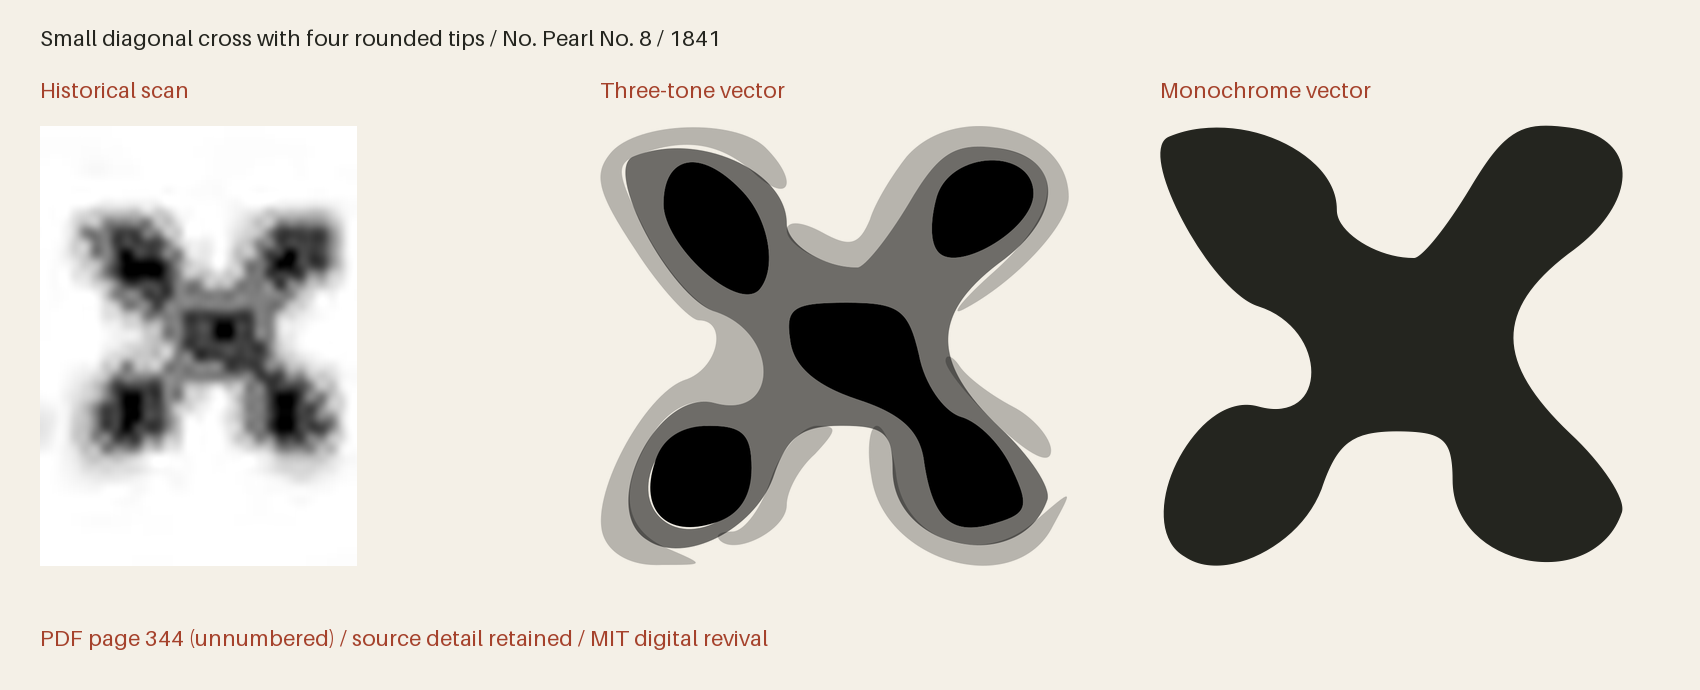 Small diagonal cross with four rounded tips / No. Pearl No. 8 / 1841
Historical scan
Three-tone vector
Monochrome vector
PDF page 344 (unnumbered) / source detail retained / MIT digital revival